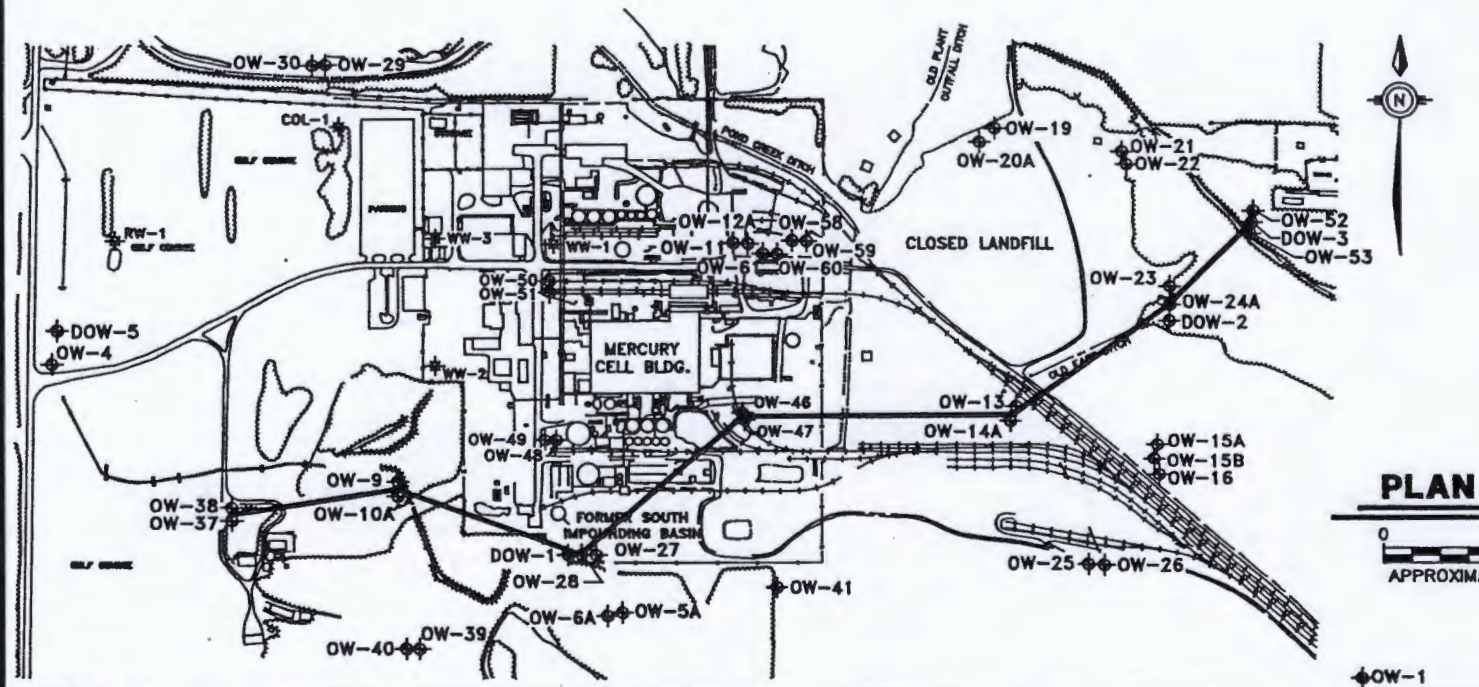 OW-30
OW-29
COL-1
GOLF COURSE
PARKING
RW-1
GOLF COURSE
WW-3
WW-1
POND CREEK DITCH
OLD PLANT
OUTFALL DITCH
OW-19
OW-20A
OW-21
OW-22
N
OW-12A
OW-58
OW-11
OW-59
OW-6
OW-60
CLOSED LANDFILL
OW-52
DOW-3
OW-53
OW-50
OW-51
OW-23
OW-24A
DOW-2
DOW-5
OW-4
MERCURY
CELL BLDG.
WW-2
OW-46
OW-47
OW-13
OW-14A
OW-49
OW-48
OW-15A
OW-15B
OW-16
PLAN
0
APPROXIMA
OW-9
OW-10A
OW-38
OW-37
FORMER SOUTH
IMPOUNDING BASIN
GOLF COURSE
DOW-1
OW-27
OW-28
OW-25
OW-26
OW-41
OW-6A
OW-5A
OW-40
OW-39
OW-1